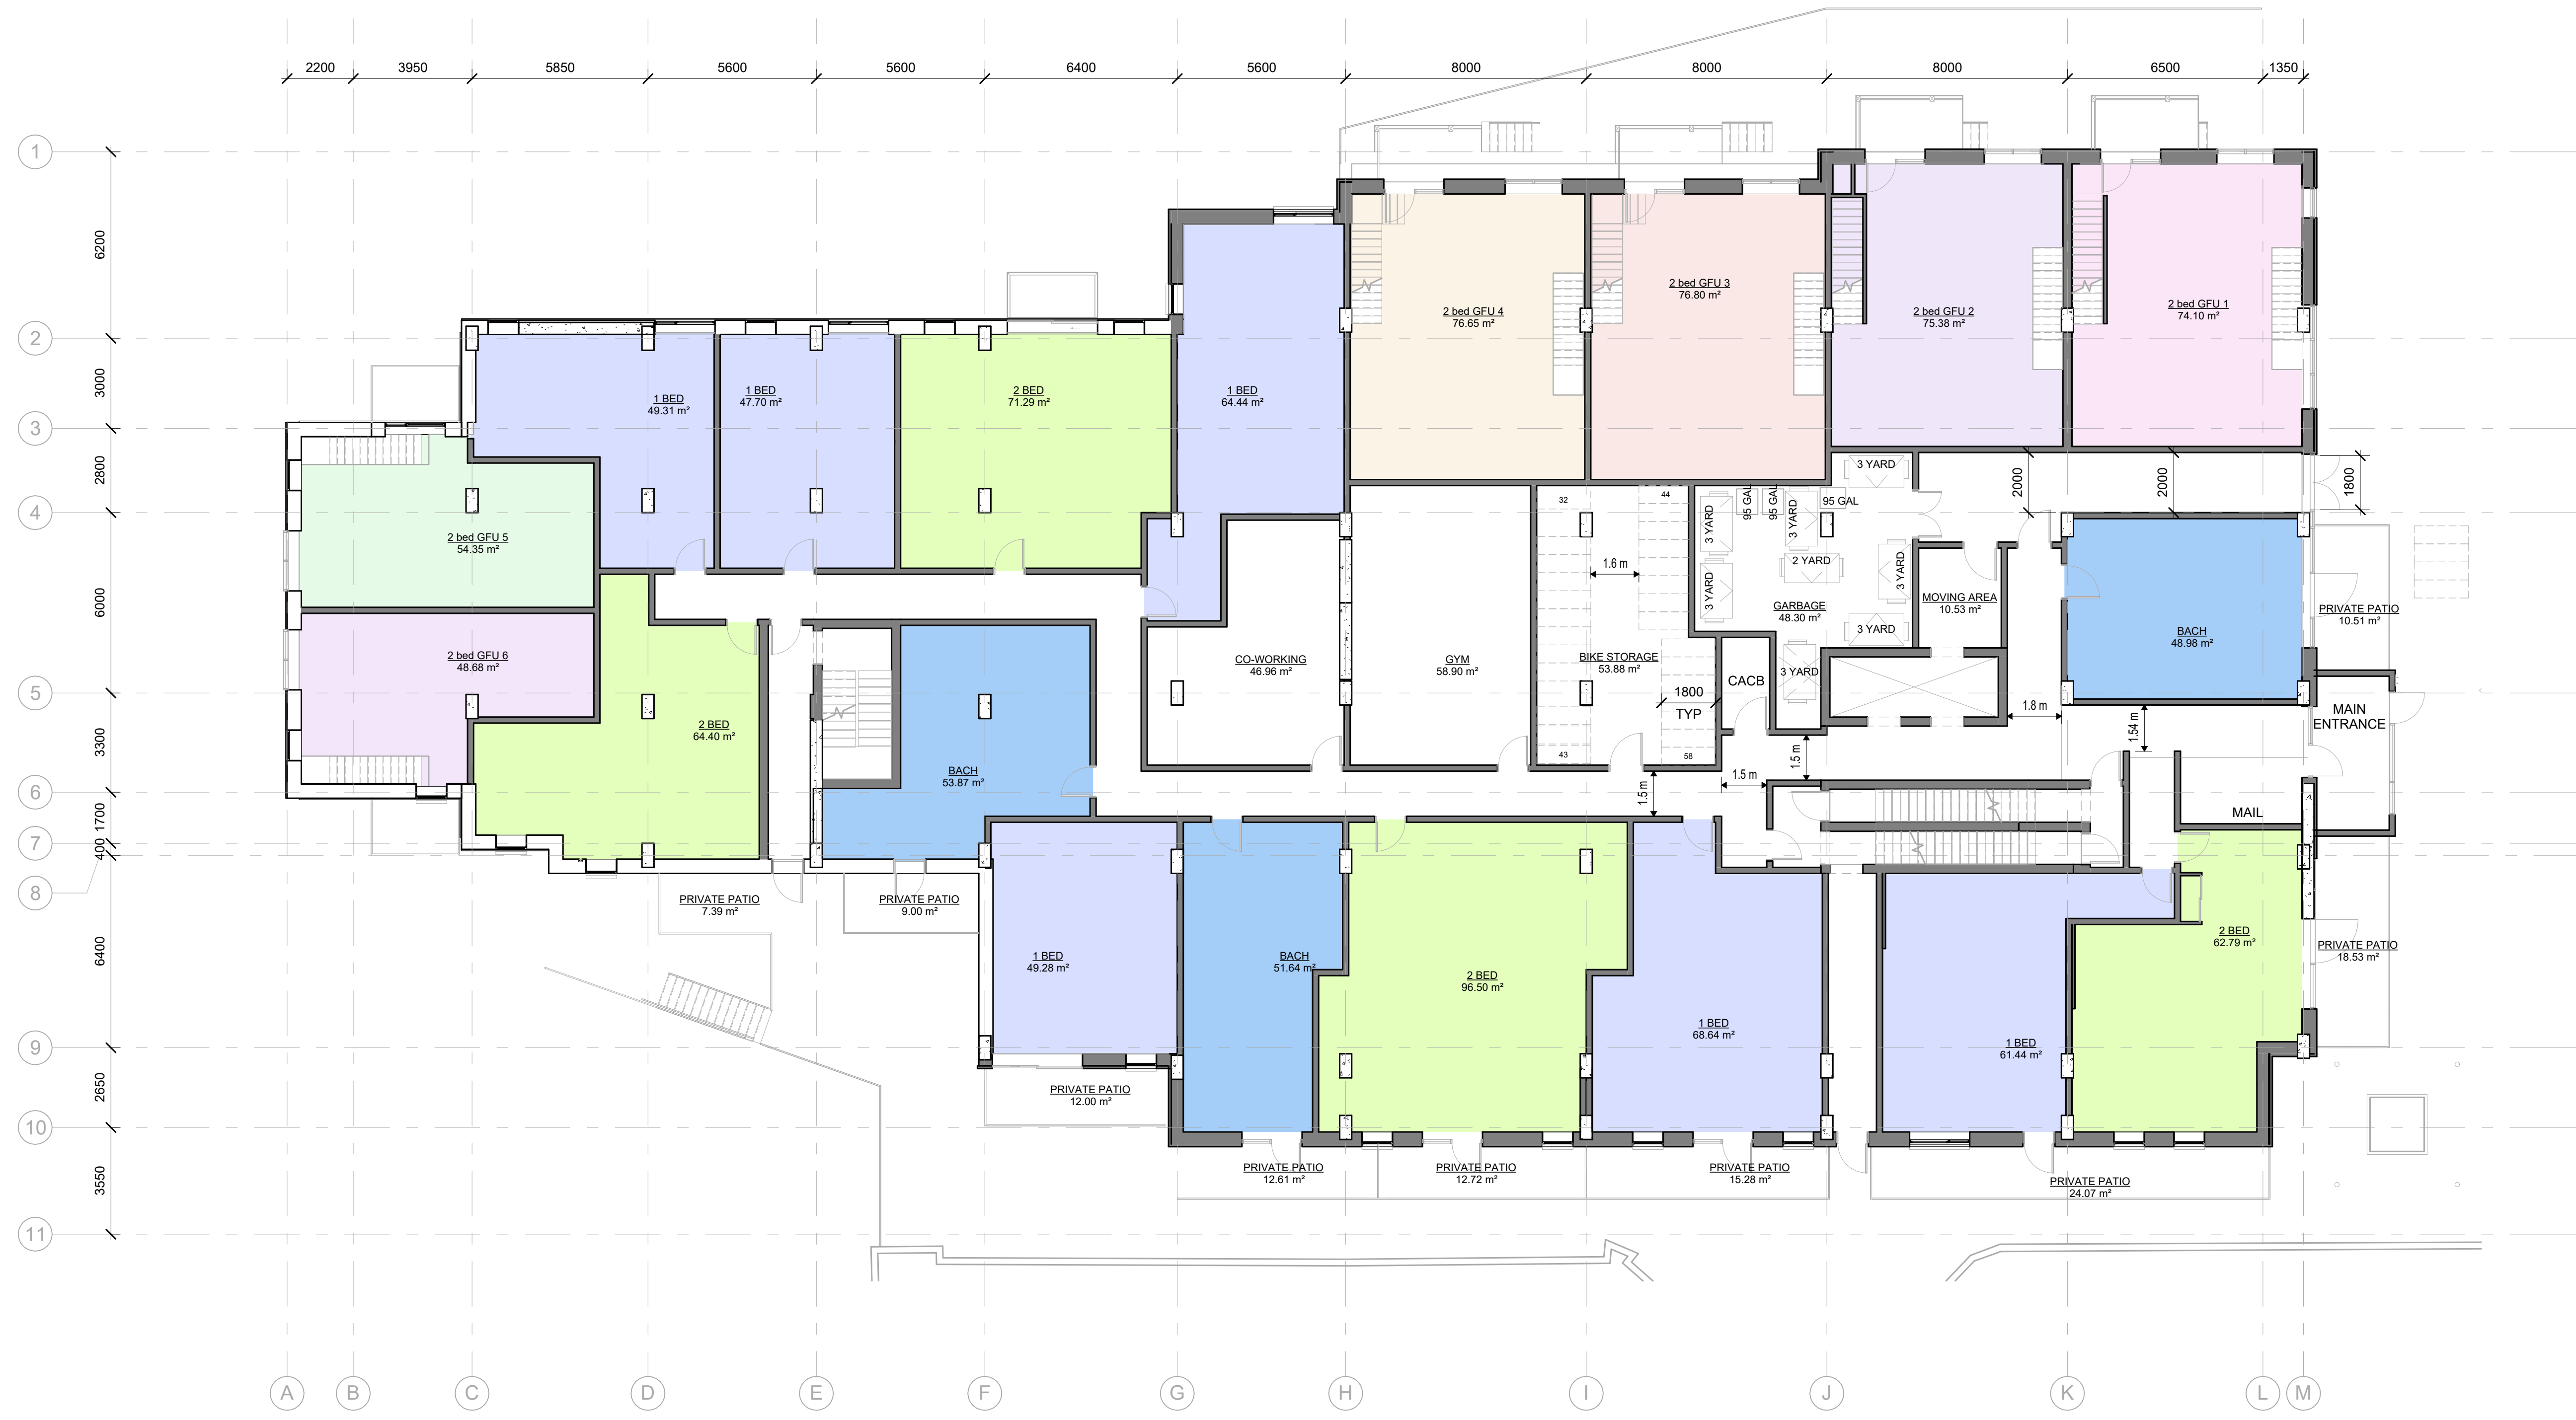 2200 3950 5850 5600 5600 6400 5600 8000 8000 8000 6500 1350
1
6200
2
3000
3
2800
4
6000
5
3300
6
1700
7
400
8
6400
9
2650
10
3550
11
2 bed GFU 4
76.65 m²
2 bed GFU 3
76.80 m²
2 bed GFU 2
75.38 m²
2 bed GFU 1
74.10 m²
1 BED
49.31 m²
1 BED
47.70 m²
2 BED
71.29 m²
1 BED
64.44 m²
2 bed GFU 5
54.35 m²
2 bed GFU 6
48.68 m²
2 BED
64.40 m²
BACH
53.87 m²
CO-WORKING
46.96 m²
GYM
58.90 m²
32
44
1.6 m
BIKE STORAGE
53.88 m²
1800
TYP
43
58
3 YARD
95 GAL
95 GAL
95 GAL
3 YARD
3 YARD
2 YARD
3 YARD
3 YARD
GARBAGE
48.30 m²
3 YARD
3 YARD
CACB
MOVING AREA
10.53 m²
2000
2000
1800
BACH
48.98 m²
PRIVATE PATIO
10.51 m²
1.8 m
1.54 m
MAIN
ENTRANCE
1.5 m
1.5 m
1.5 m
MAIL
PRIVATE PATIO
7.39 m²
PRIVATE PATIO
9.00 m²
1 BED
49.28 m²
BACH
51.64 m²
2 BED
96.50 m²
1 BED
68.64 m²
1 BED
61.44 m²
2 BED
62.79 m²
PRIVATE PATIO
18.53 m²
PRIVATE PATIO
12.00 m²
PRIVATE PATIO
12.61 m²
PRIVATE PATIO
12.72 m²
PRIVATE PATIO
15.28 m²
PRIVATE PATIO
24.07 m²
A B C D E F G H I J K L M